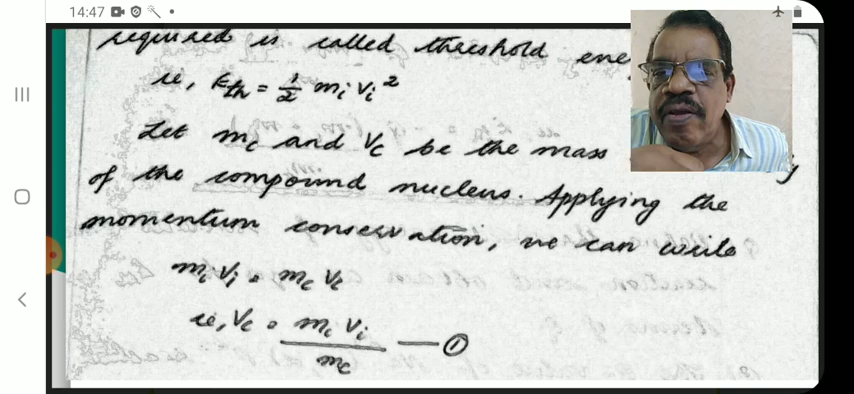 14:47
required is called threshold ene
ie, Eth = 1/2 mi vi²
Let mc and Vc be the mass
of the compound nucleus. Applying the
momentum conservation, we can write
mi vi = mc vc
ie, Vc = mi vi / mc — ①